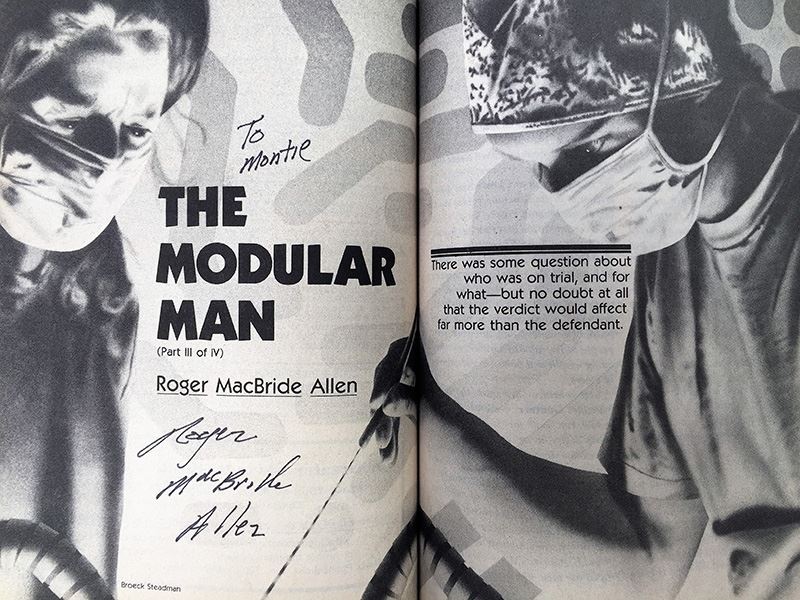 To
Montie
THE
MODULAR
MAN
(Part III of IV)
Roger MacBride Allen
Roger
MacBride
Allen
Broeck Steadman
There was some question about
who was on trial, and for
what—but no doubt at all
that the verdict would affect
far more than the defendant.